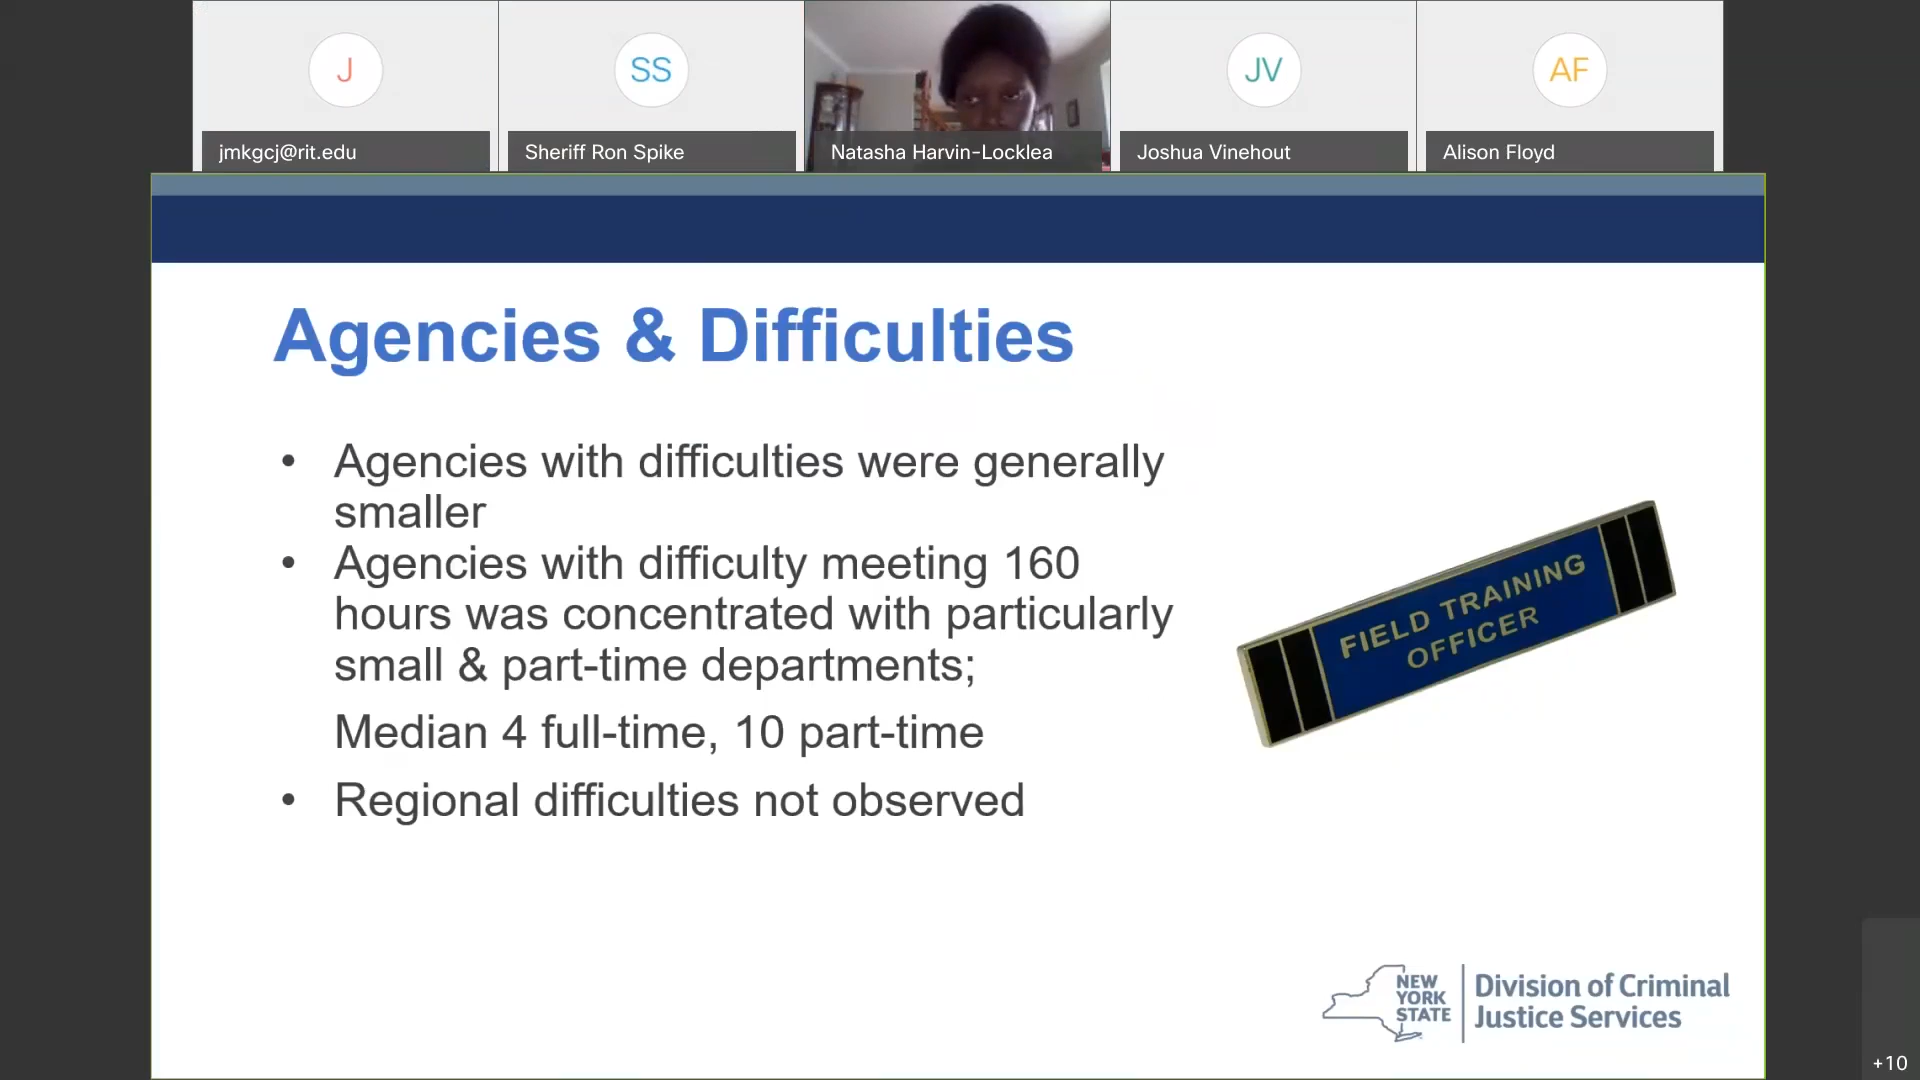 J
SS
JV
AF
jmkgcj@rit.edu
Sheriff Ron Spike
Natasha Harvin-Locklea
Joshua Vinehout
Alison Floyd
Agencies & Difficulties
• Agencies with difficulties were generally
smaller
• Agencies with difficulty meeting 160
hours was concentrated with particularly
small & part-time departments;
Median 4 full-time, 10 part-time
• Regional difficulties not observed
FIELD TRAINING
OFFICER
NEW
YORK
STATE
Division of Criminal
Justice Services
+10